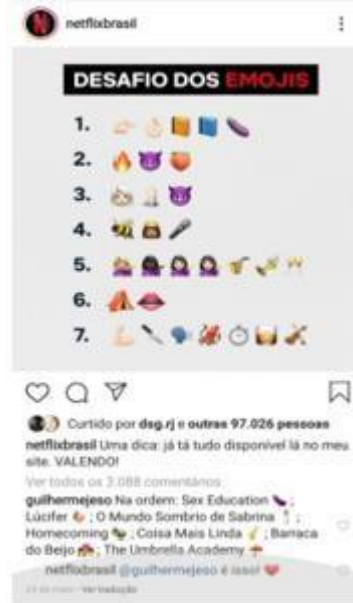 netflixbrasil
DESAFIO DOS EMOJIS
1.
2.
3.
4.
5.
6.
7.
Curtido por dsg.rj e outras 97.026 pessoas
netflixbrasil Uma dica: já tá tudo disponível lá no meu
site. VALENDO!
Ver todos os 3.088 comentários
guilhermejeso Na ordem: Sex Education 🍆;
Lúcifer 🍑; O Mundo Sombrio de Sabrina 🕯;
Homecoming 🐝; Coisa Mais Linda 🎷; Barraca
do Beijo; The Umbrella Academy
netflixbrasil @guilhermejeso é isso!
Ver tradução